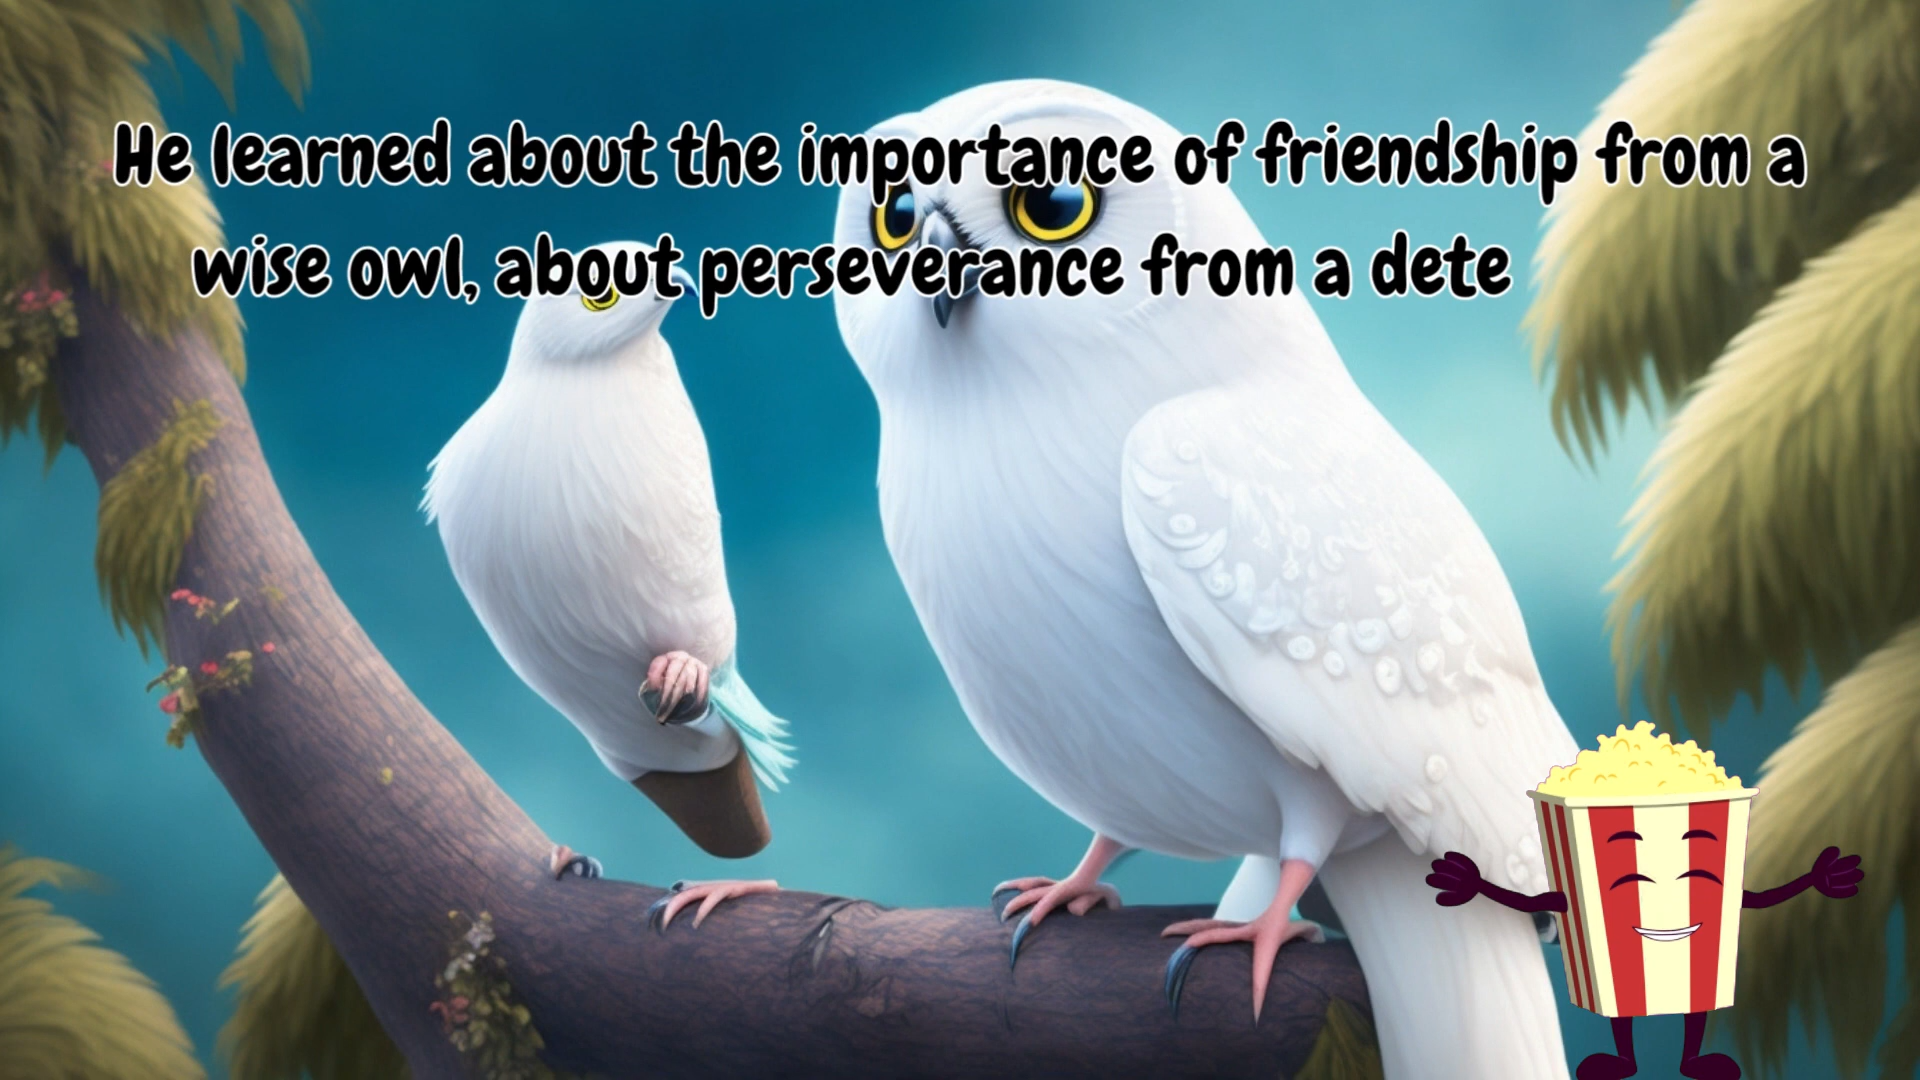 He learned about the importance of friendship from a
wise owl, about perseverance from a dete